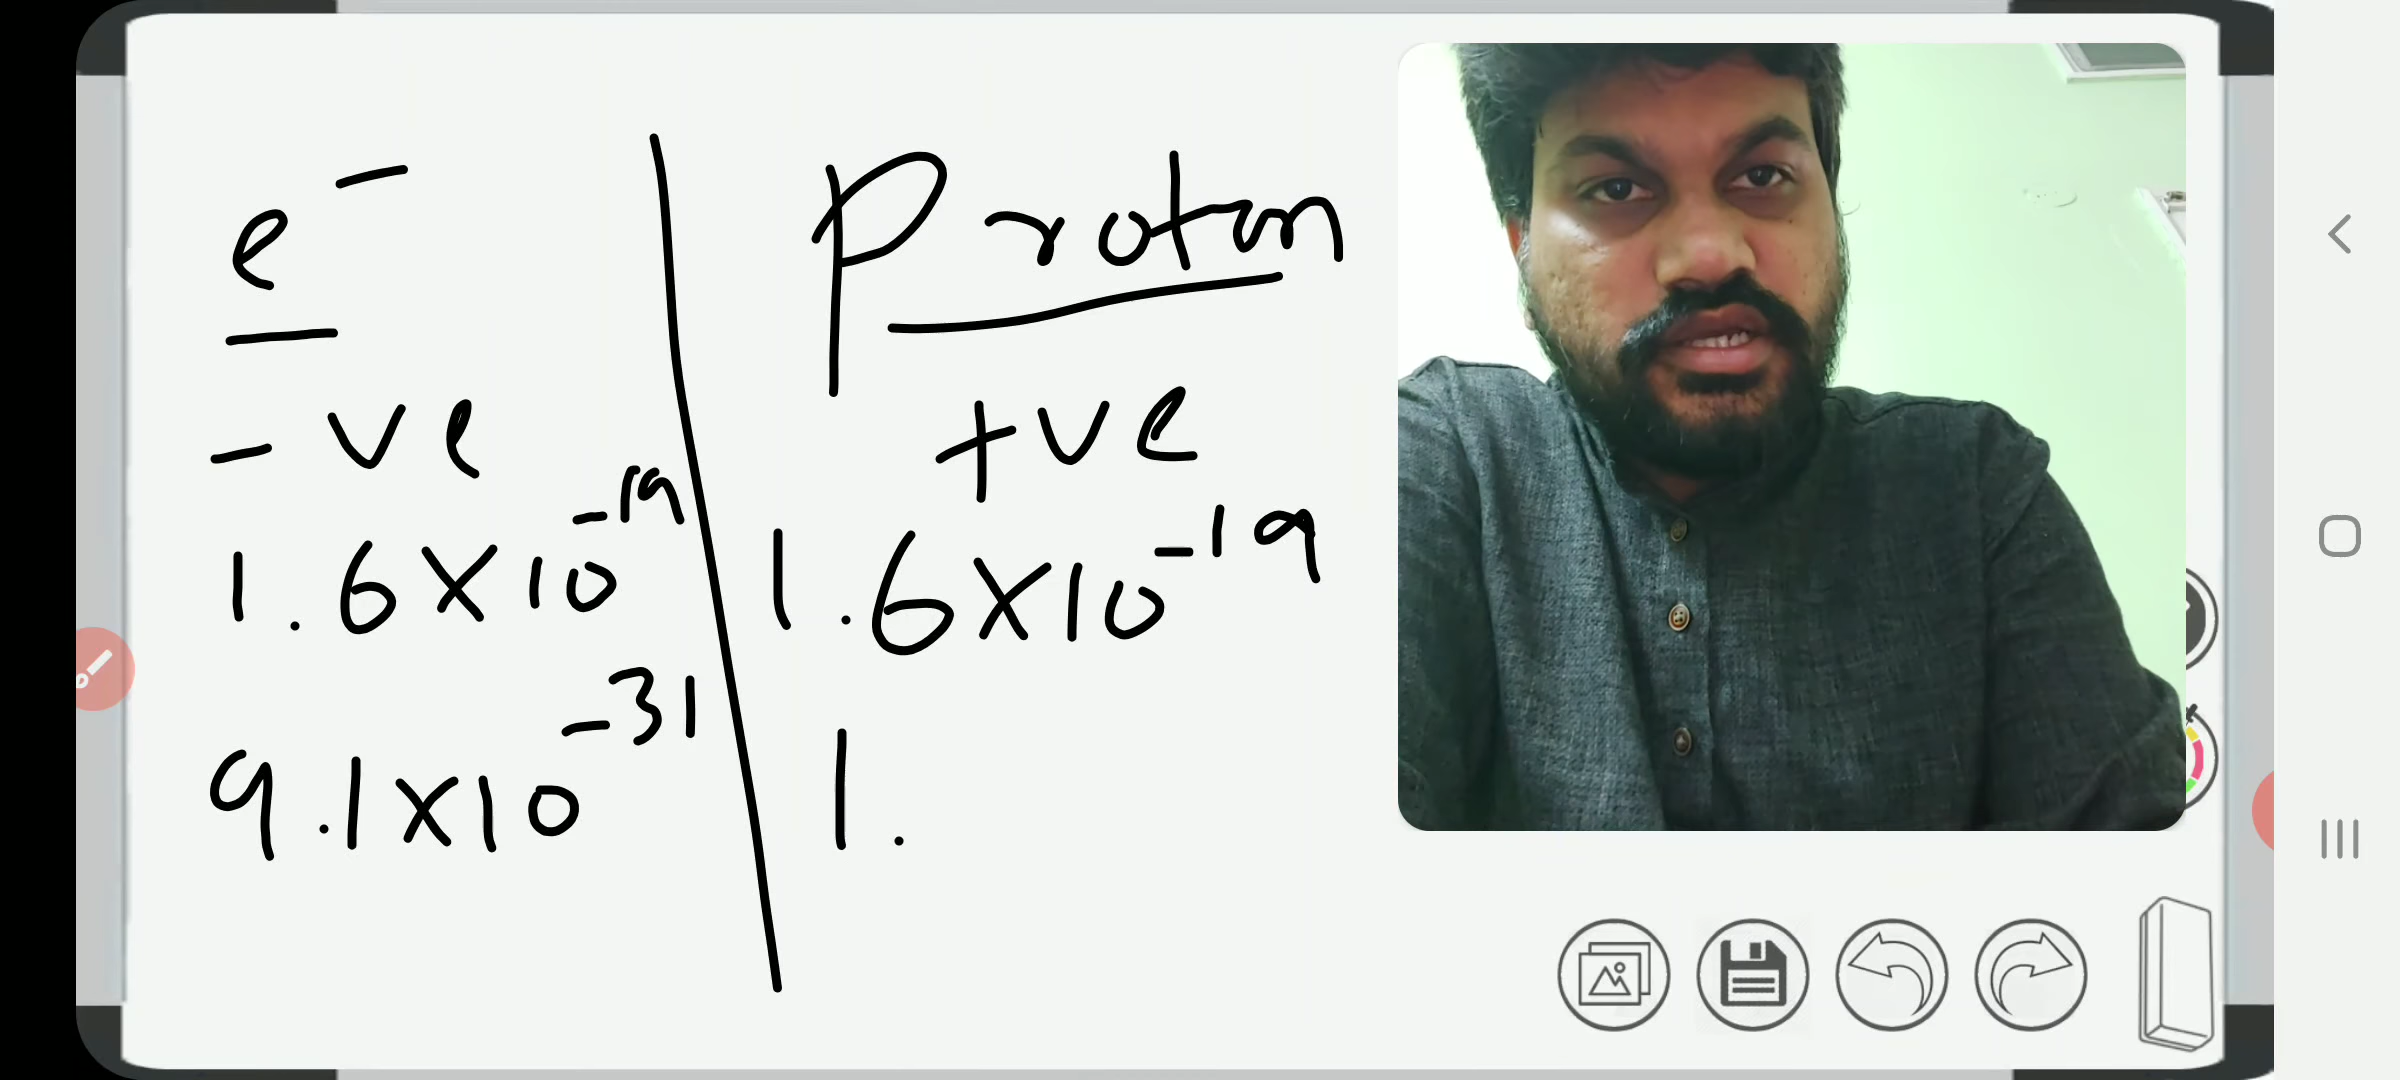 e⁻ Proton
-ve +ve
1.6×10⁻¹⁹ 1.6×10⁻¹⁹
9.1×10⁻³¹ 1.